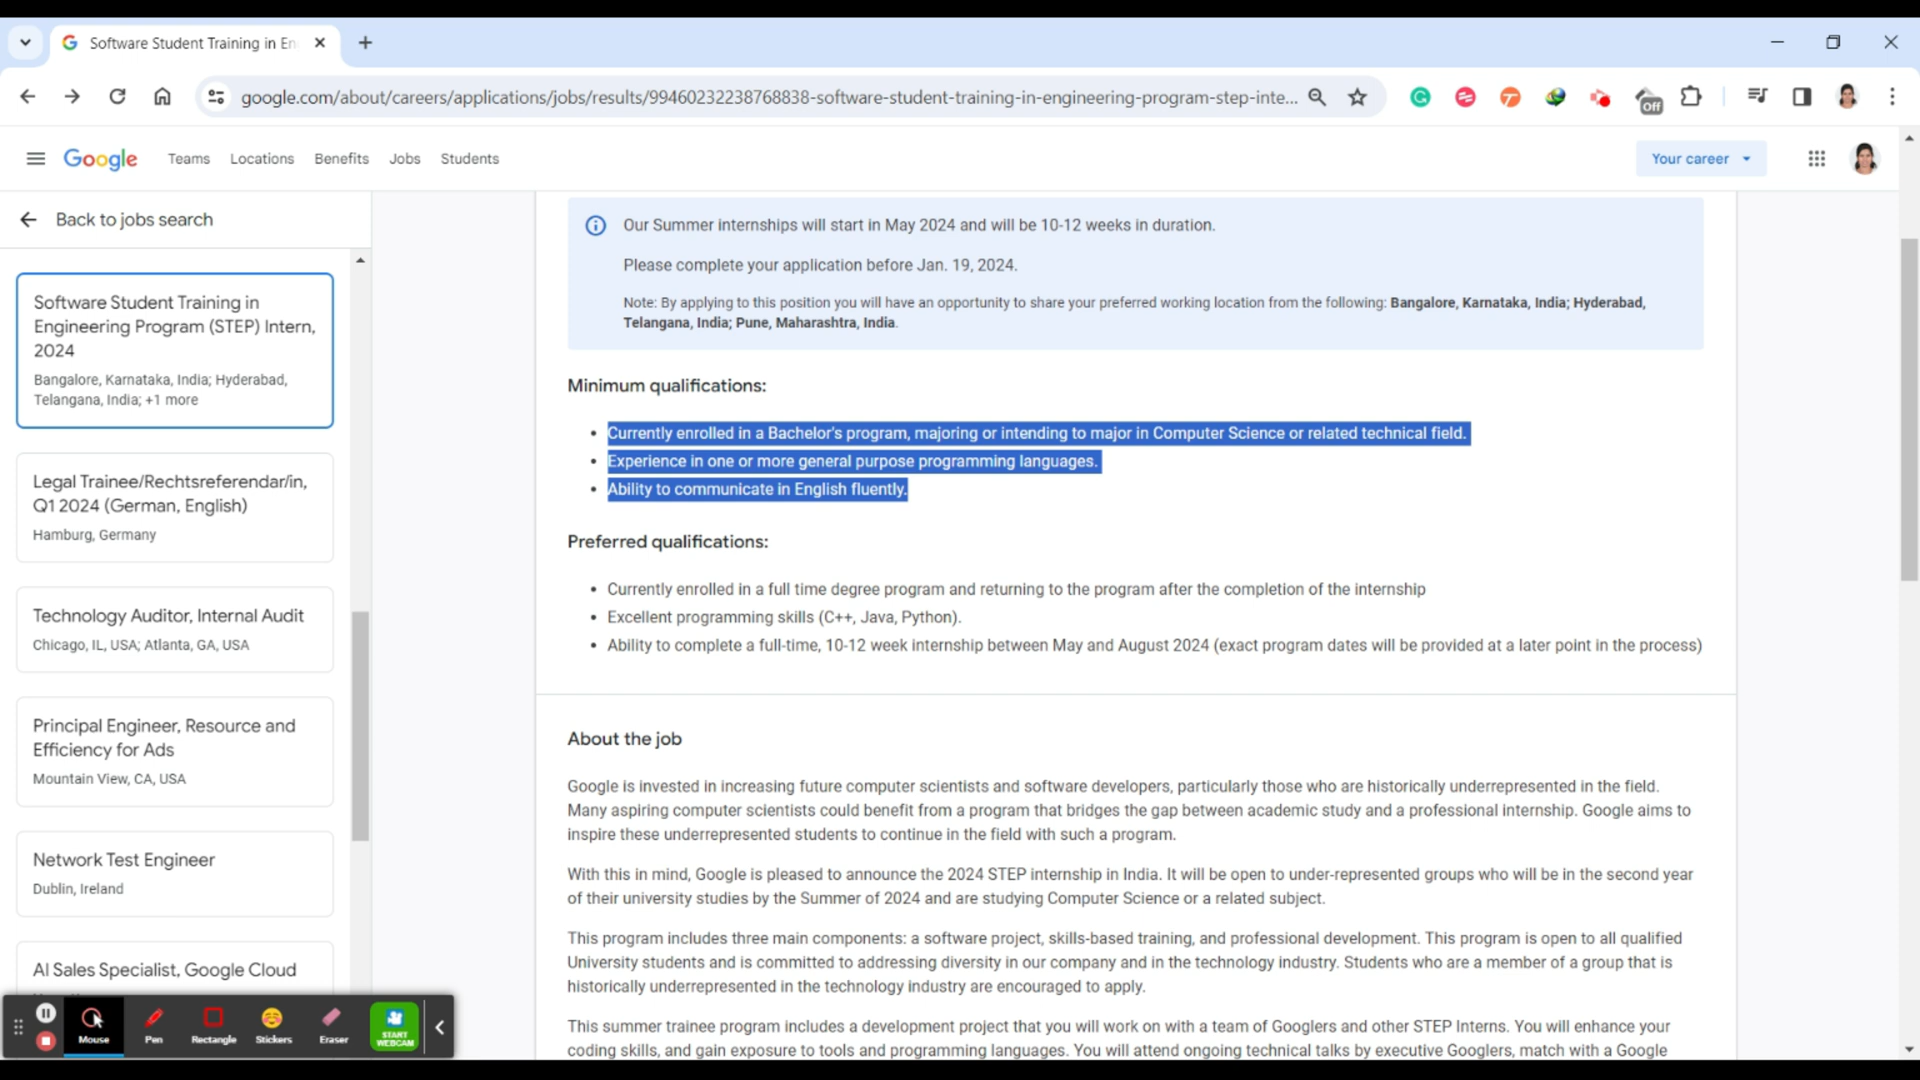 Software Student Training in En
google.com/about/careers/applications/jobs/results/99460232238768838-software-student-training-in-engineering-program-step-inte...
Off
Google
Teams
Locations
Benefits
Jobs
Students
Your career
Back to jobs search
Software Student Training in
Engineering Program (STEP) Intern,
2024
Bangalore, Karnataka, India; Hyderabad,
Telangana, India; +1 more
Legal Trainee/Rechtsreferendar/in,
Q1 2024 (German, English)
Hamburg, Germany
Technology Auditor, Internal Audit
Chicago, IL, USA; Atlanta, GA, USA
Principal Engineer, Resource and
Efficiency for Ads
Mountain View, CA, USA
Network Test Engineer
Dublin, Ireland
AI Sales Specialist, Google Cloud
Our Summer internships will start in May 2024 and will be 10-12 weeks in duration.
Please complete your application before Jan. 19, 2024.
Note: By applying to this position you will have an opportunity to share your preferred working location from the following: Bangalore, Karnataka, India; Hyderabad,
Telangana, India; Pune, Maharashtra, India.
Minimum qualifications:
• Currently enrolled in a Bachelor's program, majoring or intending to major in Computer Science or related technical field.
• Experience in one or more general purpose programming languages.
• Ability to communicate in English fluently.
Preferred qualifications:
• Currently enrolled in a full time degree program and returning to the program after the completion of the internship
• Excellent programming skills (C++, Java, Python).
• Ability to complete a full-time, 10-12 week internship between May and August 2024 (exact program dates will be provided at a later point in the process)
About the job
Google is invested in increasing future computer scientists and software developers, particularly those who are historically underrepresented in the field.
Many aspiring computer scientists could benefit from a program that bridges the gap between academic study and a professional internship. Google aims to
inspire these underrepresented students to continue in the field with such a program.
With this in mind, Google is pleased to announce the 2024 STEP internship in India. It will be open to under-represented groups who will be in the second year
of their university studies by the Summer of 2024 and are studying Computer Science or a related subject.
This program includes three main components: a software project, skills-based training, and professional development. This program is open to all qualified
University students and is committed to addressing diversity in our company and in the technology industry. Students who are a member of a group that is
historically underrepresented in the technology industry are encouraged to apply.
This summer trainee program includes a development project that you will work on with a team of Googlers and other STEP Interns. You will enhance your
coding skills, and gain exposure to tools and programming languages. You will attend ongoing technical talks by executive Googlers, match with a Google
Mouse
Pen
Rectangle
Stickers
Eraser
START
WEBCAM